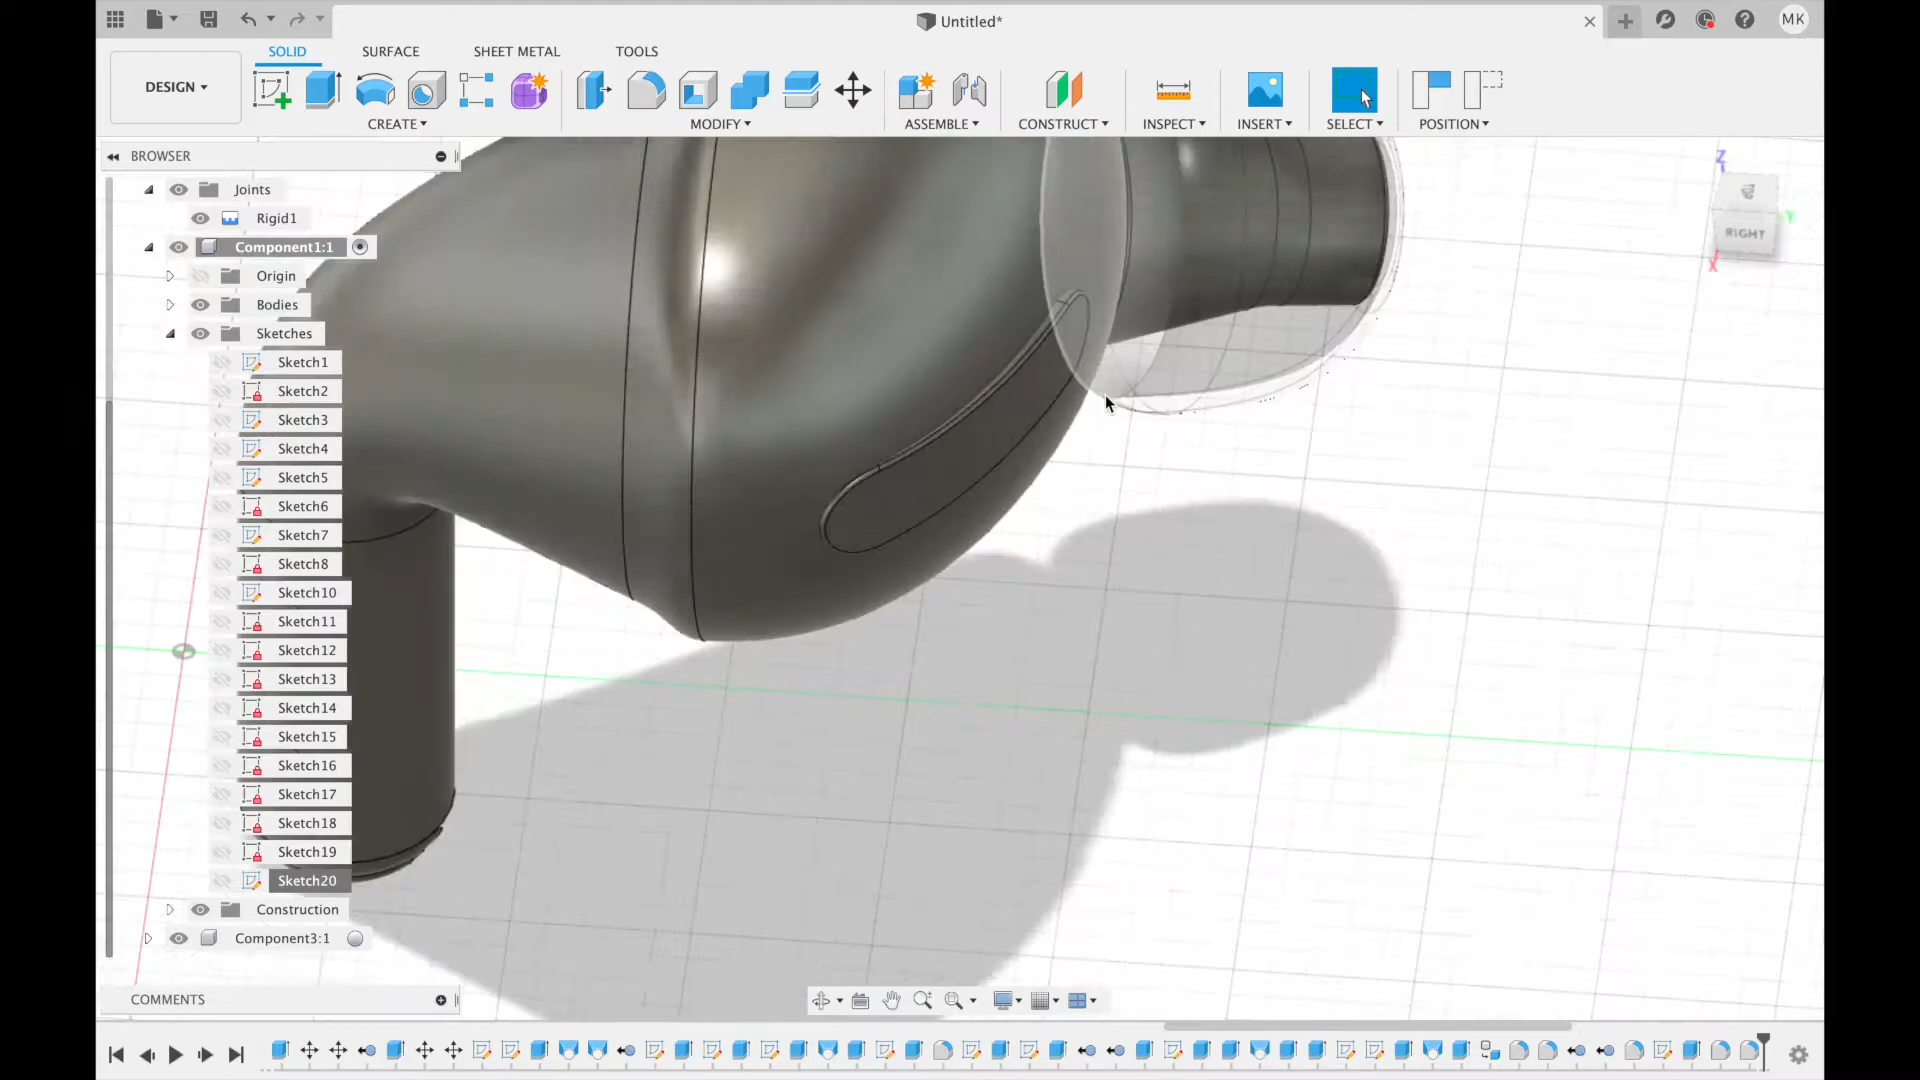 Untitled*
MK
DESIGN
SOLID
SURFACE
SHEET METAL
TOOLS
CREATE
MODIFY
ASSEMBLE
CONSTRUCT
INSPECT
INSERT
SELECT
POSITION
BROWSER
Joints
Rigid1
Component1:1
Origin
Bodies
Sketches
Sketch1
Sketch2
Sketch3
Sketch4
Sketch5
Sketch6
Sketch7
Sketch8
Sketch10
Sketch11
Sketch12
Sketch13
Sketch14
Sketch15
Sketch16
Sketch17
Sketch18
Sketch19
Sketch20
Construction
Component3:1
COMMENTS
Z
Y
RIGHT
X